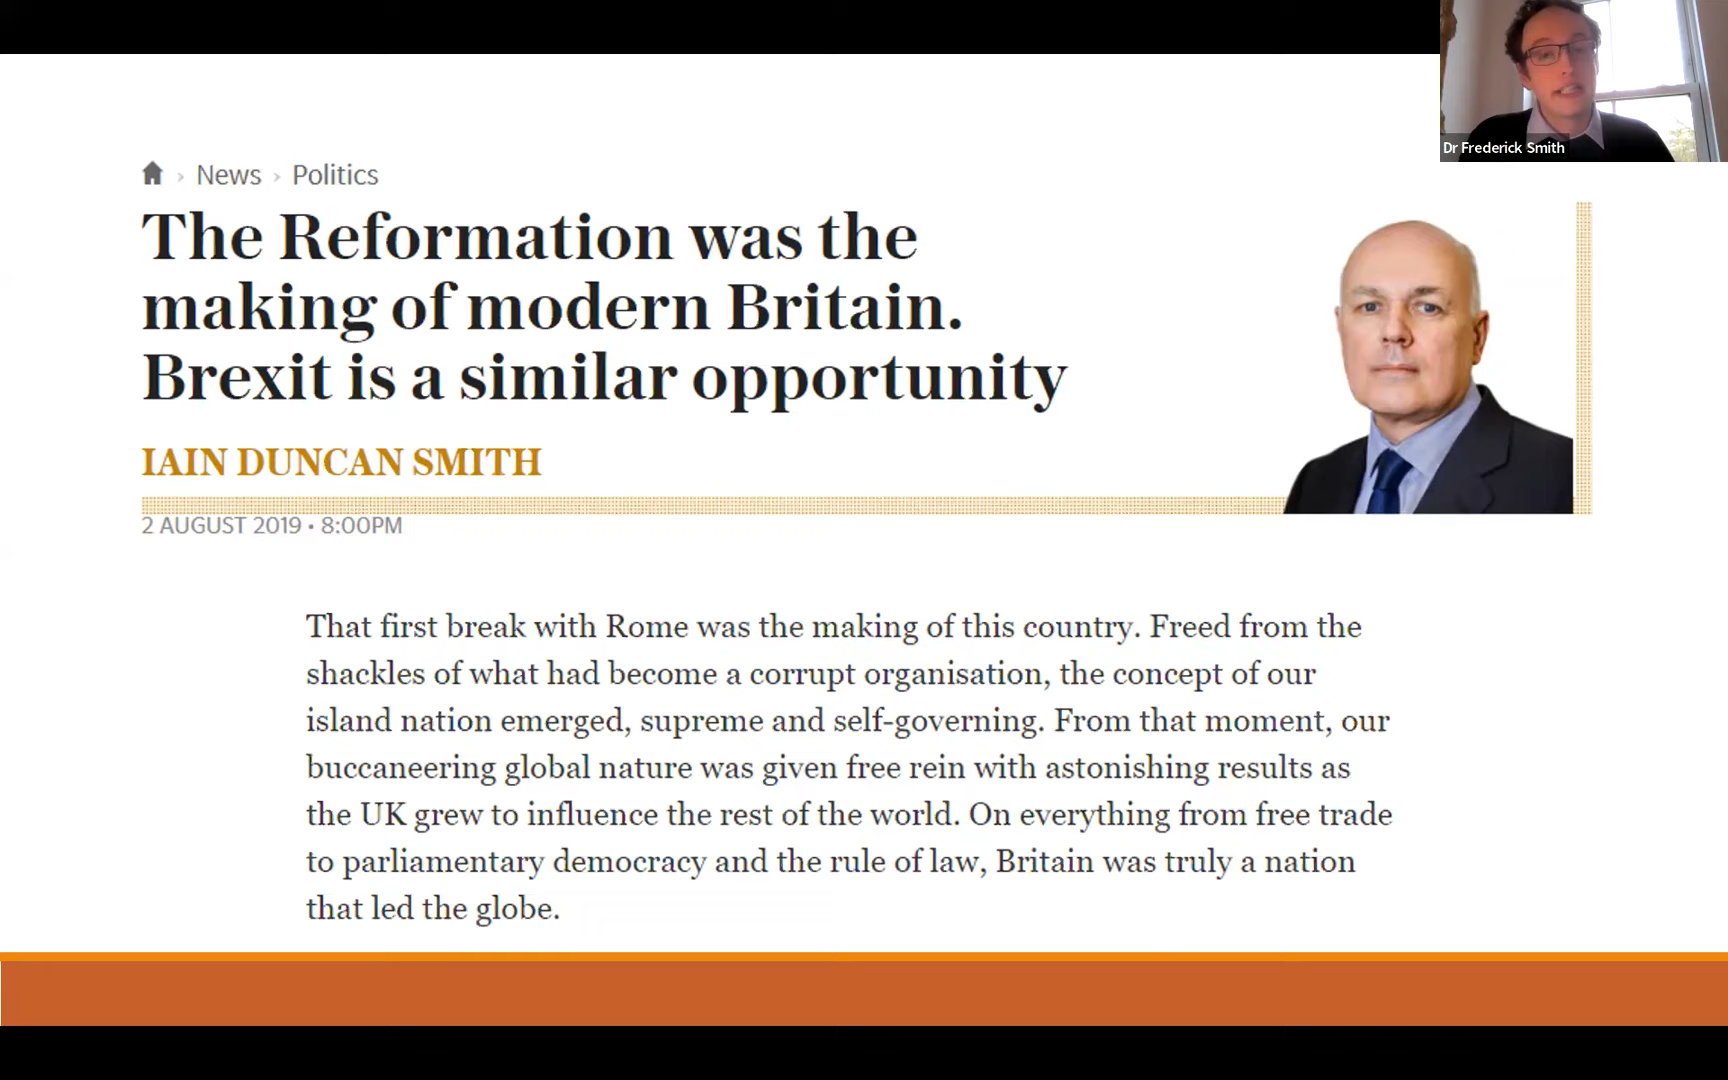 Dr Frederick Smith
News › Politics
The Reformation was the
making of modern Britain.
Brexit is a similar opportunity
IAIN DUNCAN SMITH
2 AUGUST 2019 • 8:00PM
That first break with Rome was the making of this country. Freed from the
shackles of what had become a corrupt organisation, the concept of our
island nation emerged, supreme and self-governing. From that moment, our
buccaneering global nature was given free rein with astonishing results as
the UK grew to influence the rest of the world. On everything from free trade
to parliamentary democracy and the rule of law, Britain was truly a nation
that led the globe.